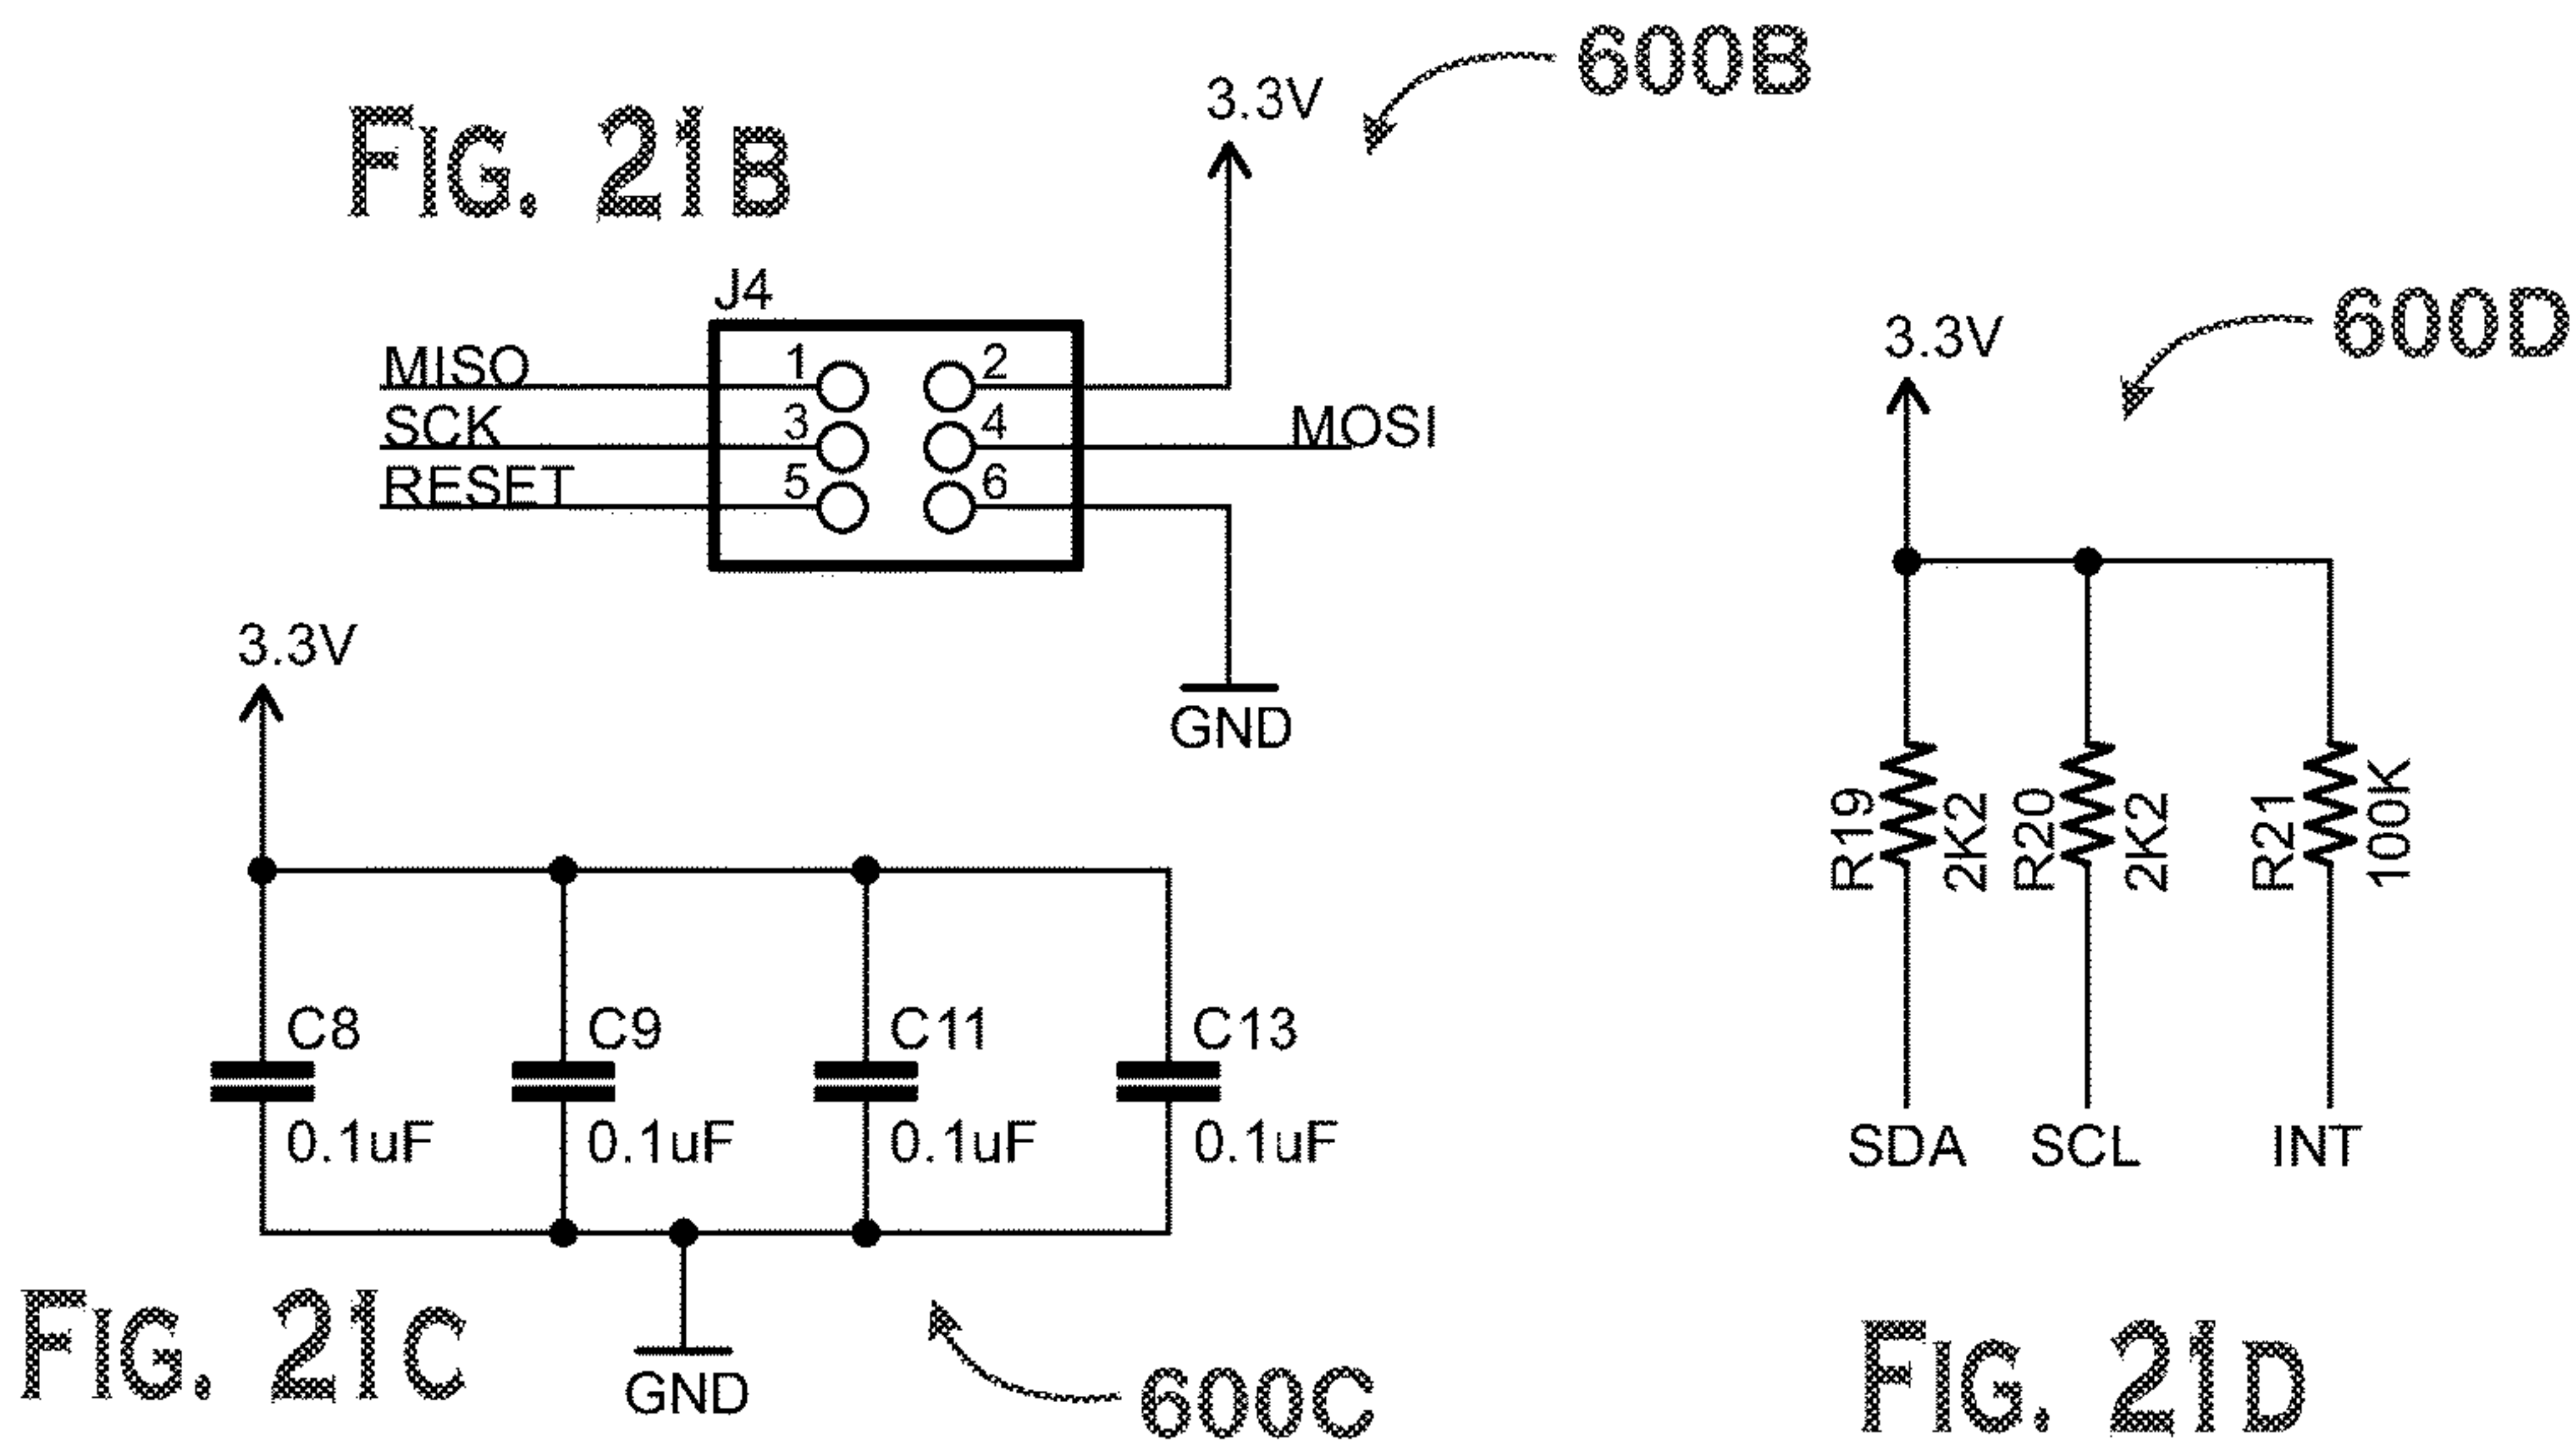 FIG. 21B
3.3V
600B
J4
MISO 1 2
SCK 3 4 MOSI
RESET 5 6
GND
3.3V
C8 C9 C11 C13
0.1uF 0.1uF 0.1uF 0.1uF
GND
FIG. 21C
600C
3.3V
600D
R19 2K2 R20 2K2 R21 100K
SDA SCL INT
FIG. 21D